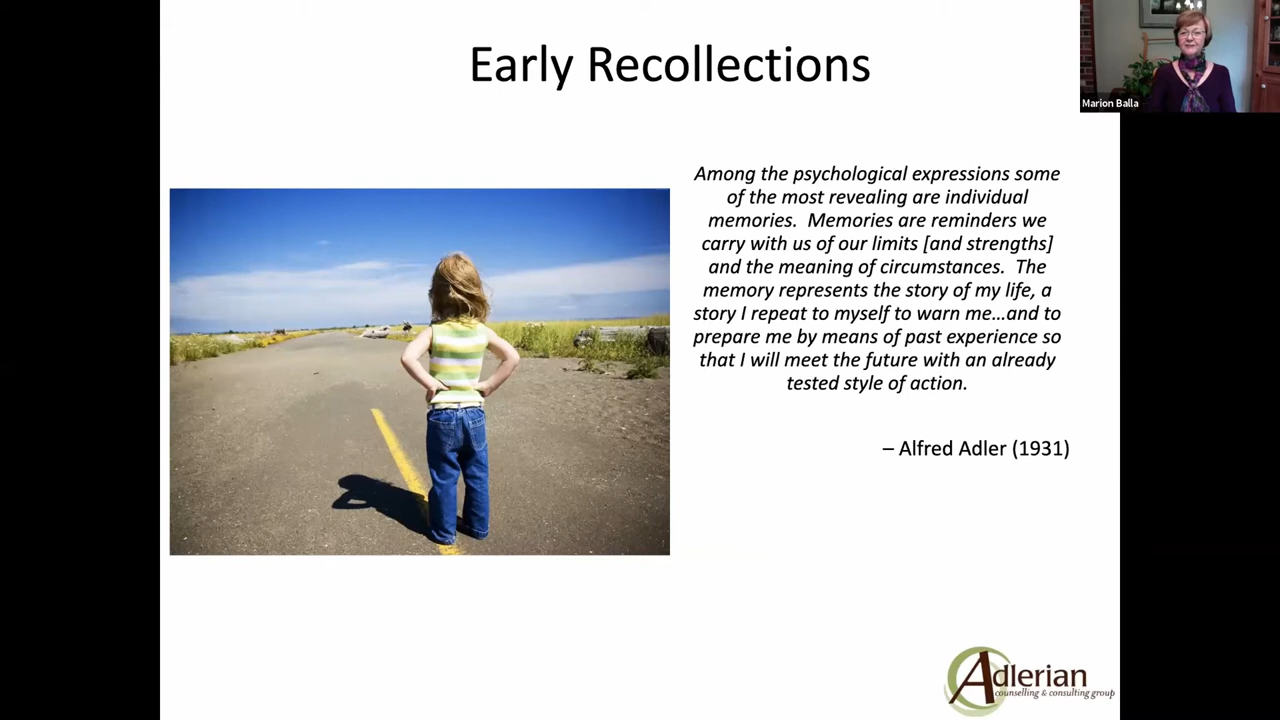 Early Recollections
Marion Balla
Among the psychological expressions some
of the most revealing are individual
memories.  Memories are reminders we
carry with us of our limits [and strengths]
and the meaning of circumstances.  The
memory represents the story of my life, a
story I repeat to myself to warn me...and to
prepare me by means of past experience so
that I will meet the future with an already
tested style of action.
– Alfred Adler (1931)
Adlerian
counselling & consulting group